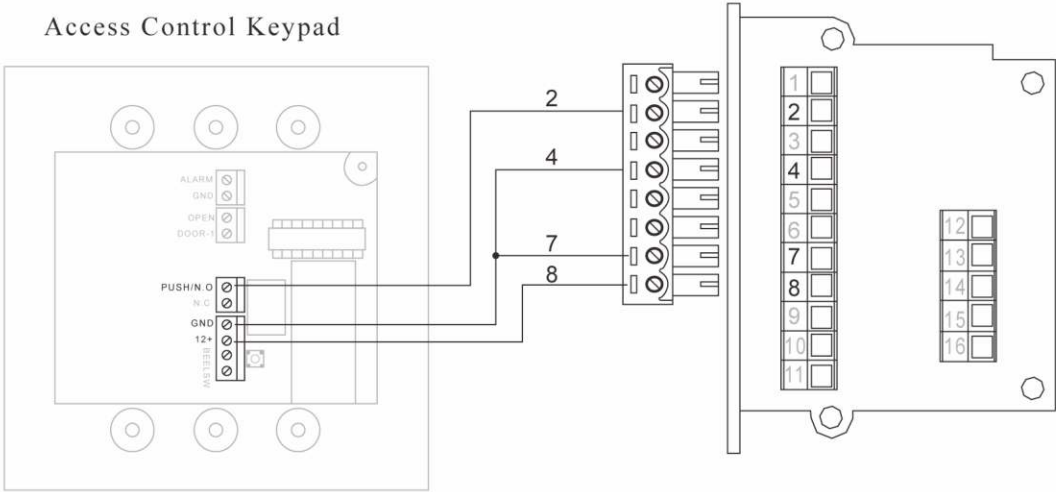 Access Control Keypad
ALARM
GND
OPEN
DOOR-1
PUSH/N.O
N.C
GND
12+
BEELSW
2
4
7
8
1
2
3
4
5
6
7
8
9
10
11
12
13
14
15
16